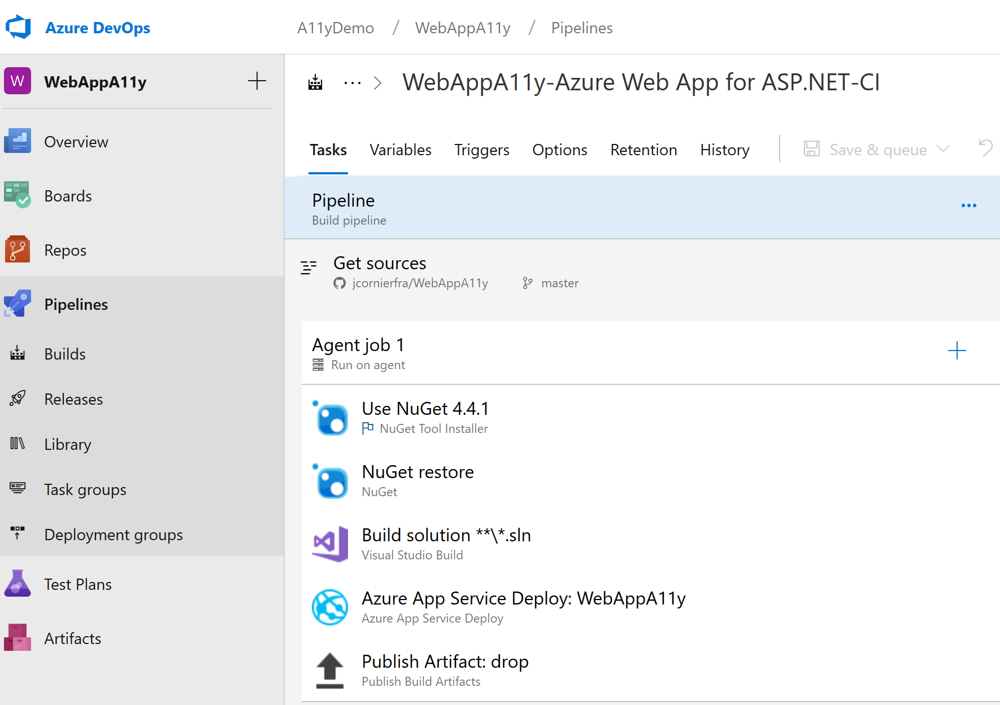 Azure DevOps
A11yDemo / WebAppA11y / Pipelines
W WebAppA11y
Overview
Boards
Repos
Pipelines
Builds
Releases
Library
Task groups
Deployment groups
Test Plans
Artifacts
... > WebAppA11y-Azure Web App for ASP.NET-CI
Tasks Variables Triggers Options Retention History Save & queue
Pipeline
Build pipeline
Get sources
jcornierfra/WebAppA11y master
Agent job 1
Run on agent
Use NuGet 4.4.1
NuGet Tool Installer
NuGet restore
NuGet
Build solution **\*.sln
Visual Studio Build
Azure App Service Deploy: WebAppA11y
Azure App Service Deploy
Publish Artifact: drop
Publish Build Artifacts